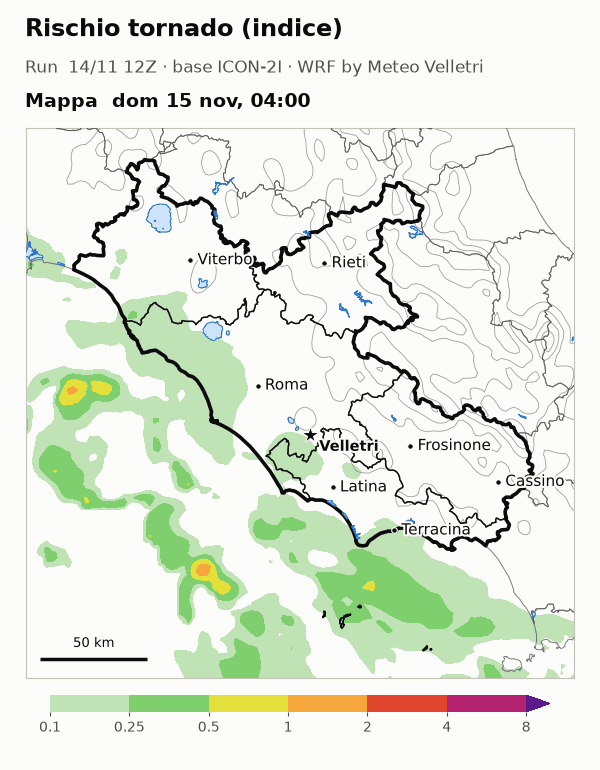 Rischio tornado (indice)
Run  14/11 12Z · base ICON-2I · WRF by Meteo Velletri
Mappa  dom 15 nov, 04:00
Viterbo
Rieti
Roma
Velletri
Frosinone
Cassino
Latina
Terracina
50 km
0.1 0.25 0.5 1 2 4 8